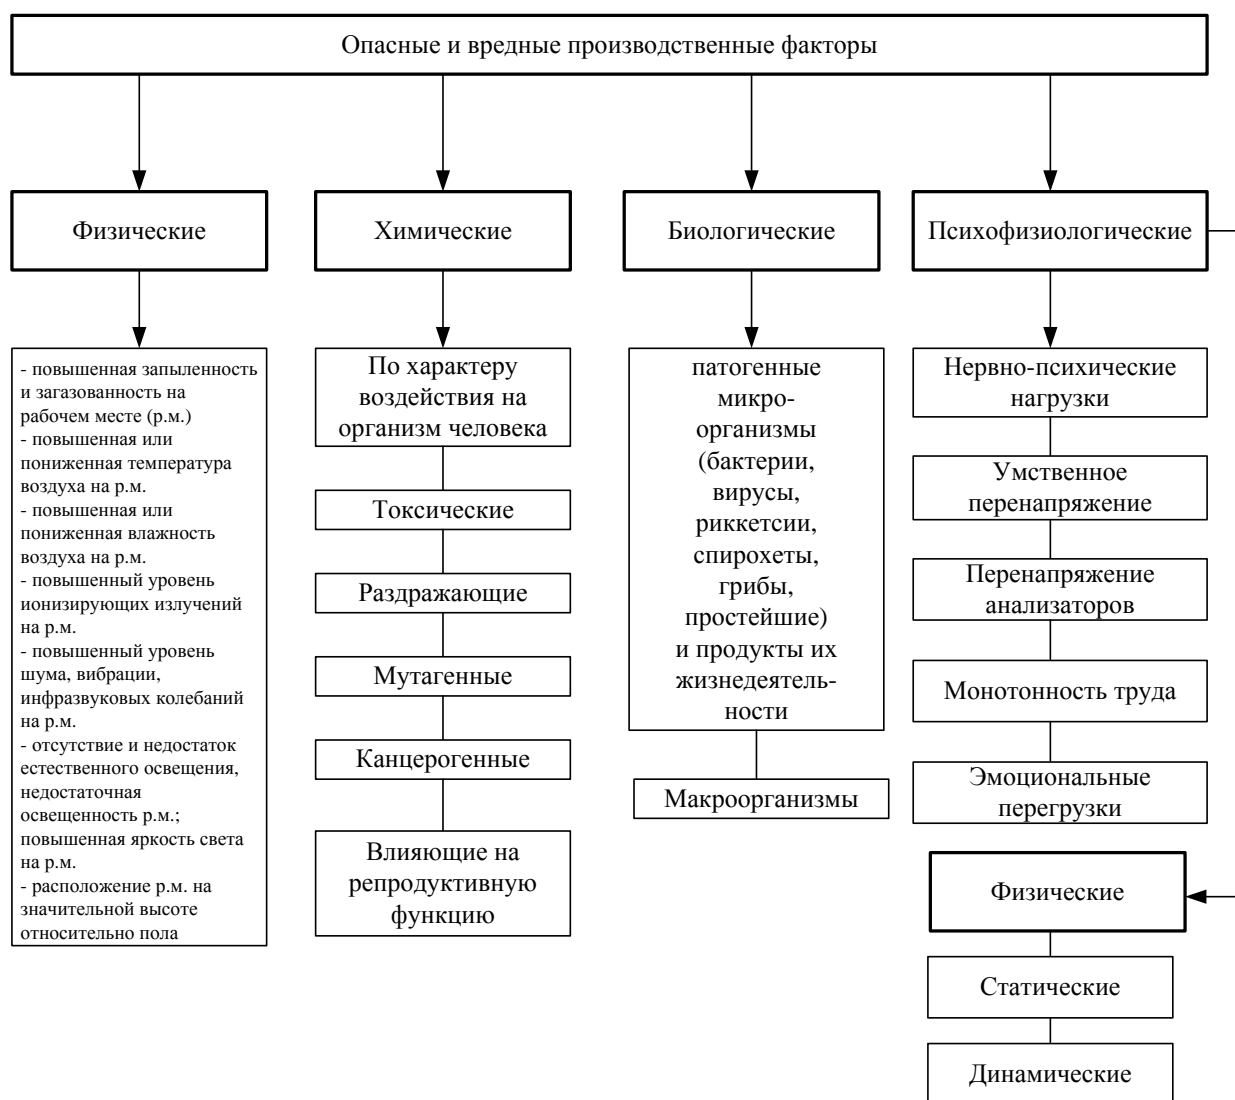 Опасные и вредные производственные факторы
Физические
Химические
Биологические
Психофизиологические
- повышенная запыленность
и загазованность на
рабочем месте (р.м.)
- повышенная или
пониженная температура
воздуха на р.м.
- повышенная или
пониженная влажность
воздуха на р.м.
- повышенный уровень
ионизирующих излучений
на р.м.
- повышенный уровень
шума, вибрации,
инфразвуковых колебаний
на р.м.
- отсутствие и недостаток
естественного освещения,
недостаточная
освещенность р.м.;
повышенная яркость света
на р.м.
- расположение р.м. на
значительной высоте
относительно пола
По характеру
воздействия на
организм человека
Токсические
Раздражающие
Мутагенные
Канцерогенные
Влияющие на
репродуктивную
функцию
патогенные
микро-
организмы
(бактерии,
вирусы,
риккетсии,
спирохеты,
грибы,
простейшие)
и продукты их
жизнедеятель-
ности
Макроорганизмы
Нервно-психические
нагрузки
Умственное
перенапряжение
Перенапряжение
анализаторов
Монотонность труда
Эмоциональные
перегрузки
Физические
Статические
Динамические